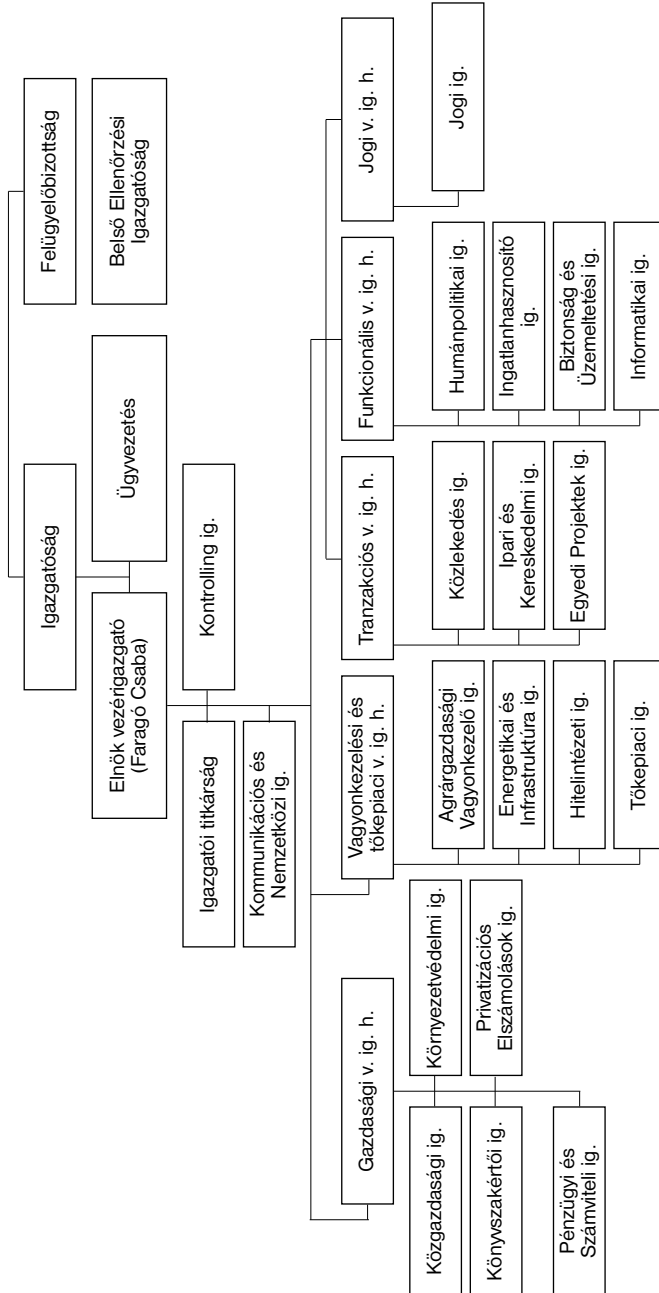 Igazgatóság
Felügyelőbizottság
Elnök vezérigazgató
(Faragó Csaba)
Ügyvezetés
Belső Ellenőrzési
Igazgatóság
Igazgatói titkárság
Kontrolling ig.
Kommunikációs és
Nemzetközi ig.
Gazdasági v. ig. h.
Közgazdasági ig.
Környezetvédelmi ig.
Könyvszakértői ig.
Privatizációs
Elszámolások ig.
Pénzügyi és
Számviteli ig.
Vagyonkezelési és
tőkepiaci v. ig. h.
Agrárgazdasági
Vagyonkezelő ig.
Energetikai és
Infrastruktúra ig.
Hitelintézeti ig.
Tőkepiaci ig.
Tranzakciós v. ig. h.
Közlekedés ig.
Ipari és
Kereskedelmi ig.
Egyedi Projektek ig.
Funkcionális v. ig. h.
Humánpolitikai ig.
Ingatlanhasznosító
ig.
Biztonság és
Üzemeltetési ig.
Informatikai ig.
Jogi v. ig. h.
Jogi ig.